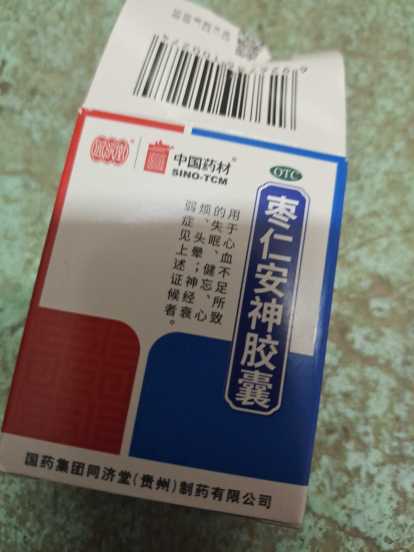 中国药材®
SINO-TCM
OTC
枣仁安神胶囊
用于心血不足所致
的失眠、健忘、心
烦、头晕；神经衰
弱症见上述证候者。
国药集团同济堂(贵州)制药有限公司